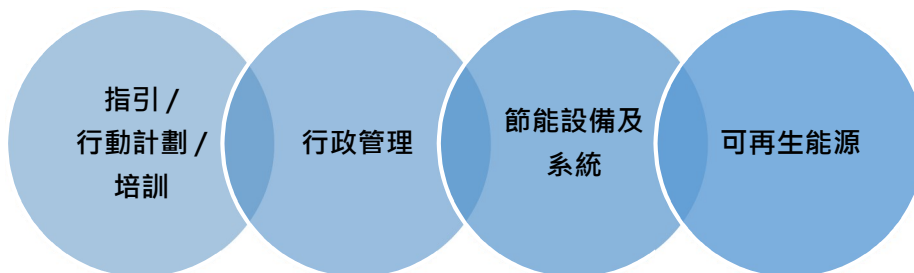 指引 /
行動計劃 /
培訓
行政管理
節能設備及
系統
可再生能源